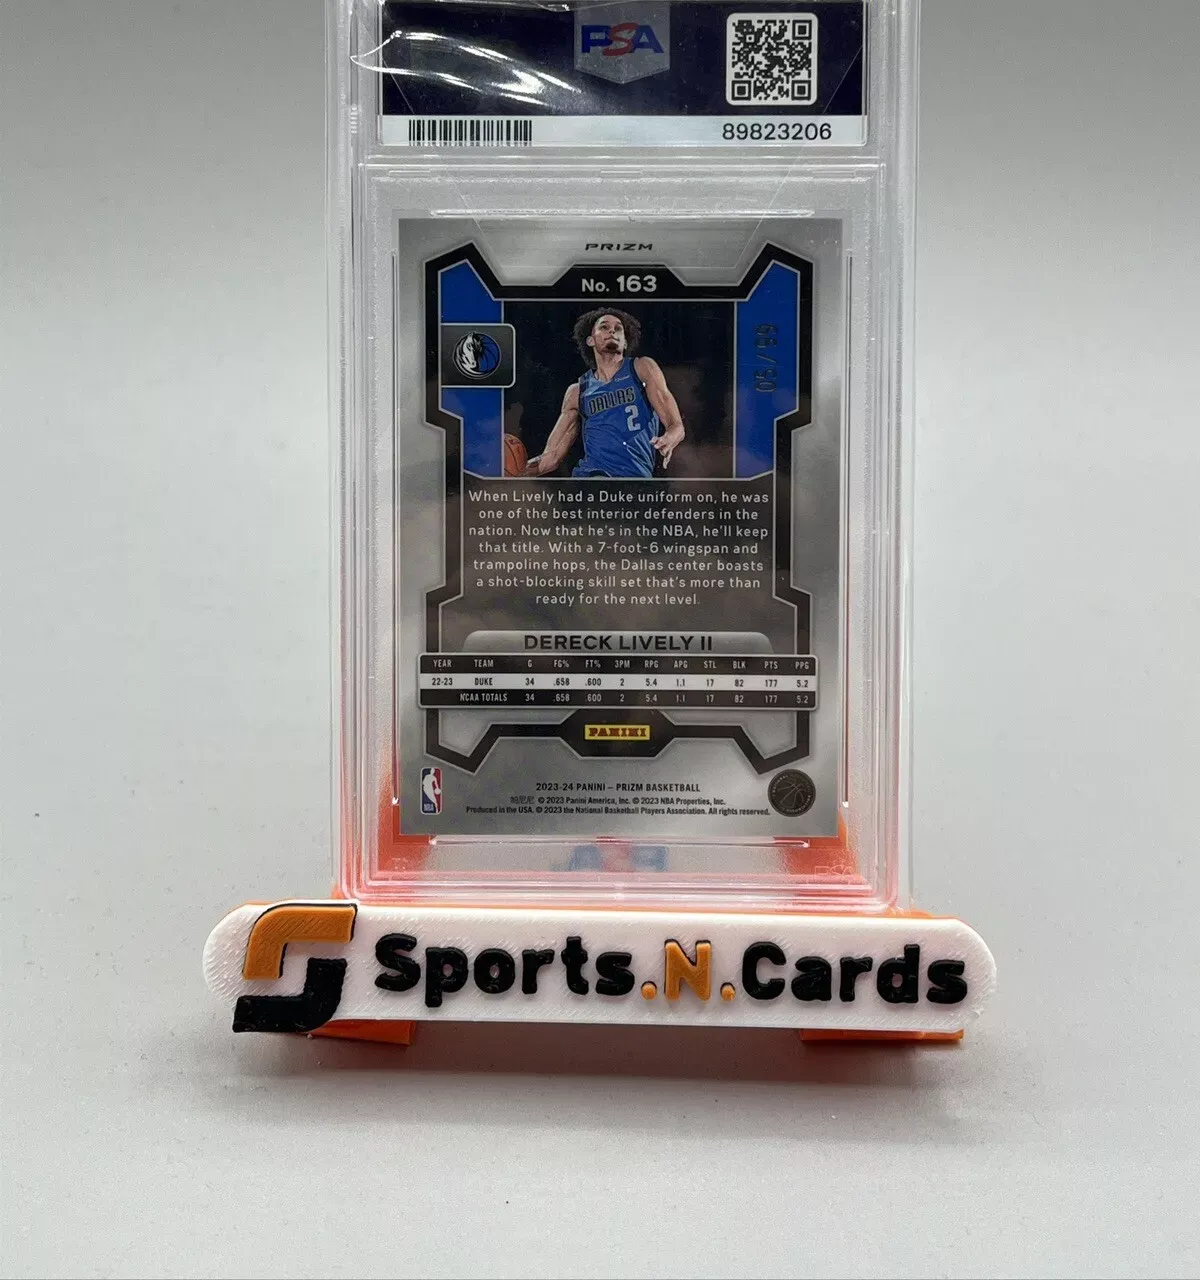 PSA
89823206
PRIZM
No. 163
05/99
DALLAS
2
When Lively had a Duke uniform on, he was
one of the best interior defenders in the
nation. Now that he's in the NBA, he'll keep
that title. With a 7-foot-6 wingspan and
trampoline hops, the Dallas center boasts
a shot-blocking skill set that's more than
ready for the next level.
DERECK LIVELY II
YEAR TEAM G FG% FT% 3PM RPG APG STL BLK PTS PPG
22-23 DUKE 34 .658 .600 2 5.4 1.1 17 82 177 5.2
NCAA TOTALS 34 .658 .600 2 5.4 1.1 17 82 177 5.2
PANINI
2023-24 PANINI – PRIZM BASKETBALL
帕尼尼 © 2023 Panini America, Inc. © 2023 NBA Properties, Inc.
Produced in the USA. © 2023 the National Basketball Players Association. All rights reserved.
NBA
Sports.N.Cards